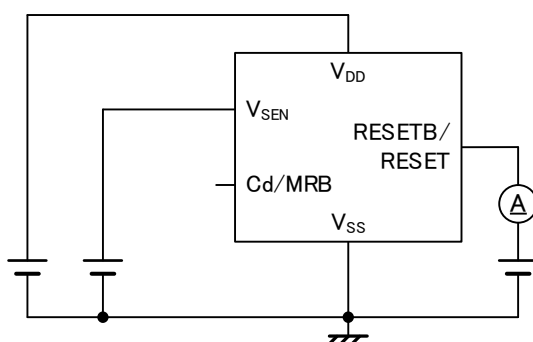 VDD
VSEN
RESETB/
RESET
Cd/MRB
A
VSS